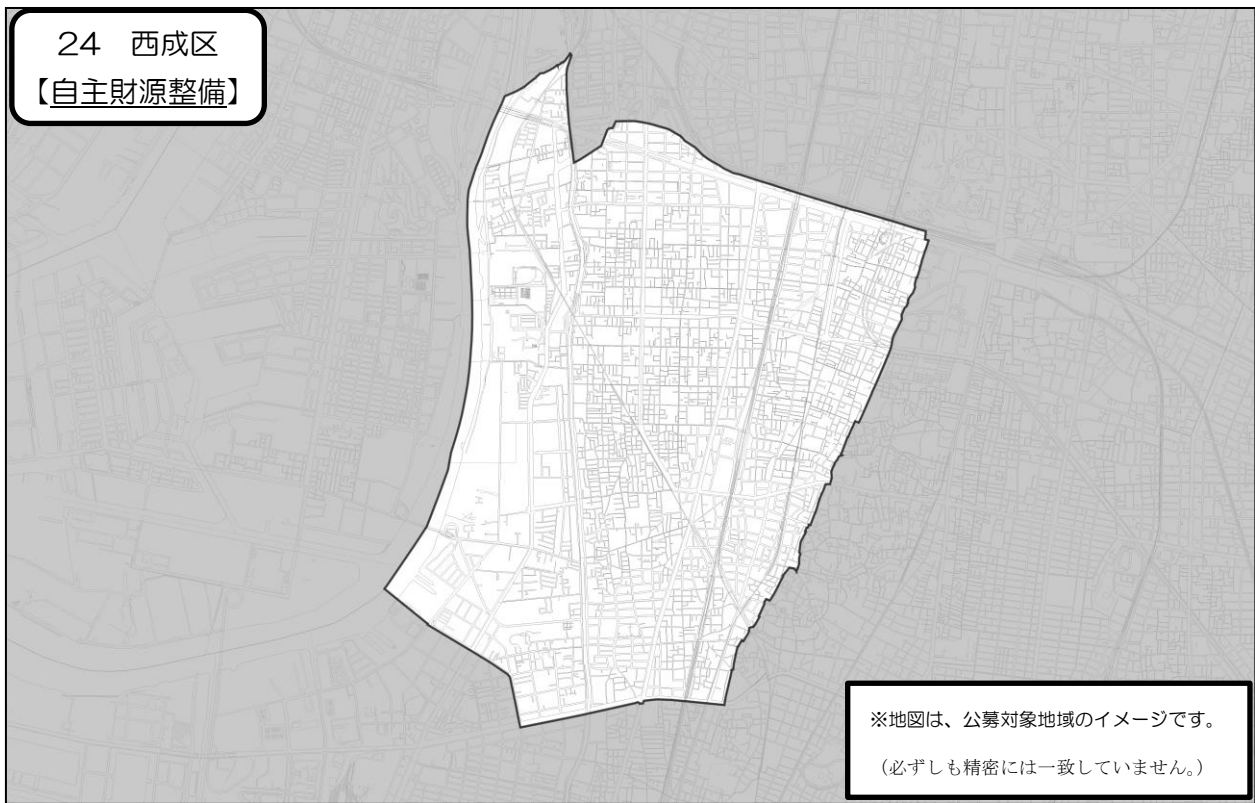 24 西成区
【自主財源整備】
※地図は、公募対象地域のイメージです。
（必ずしも精密には一致していません。）